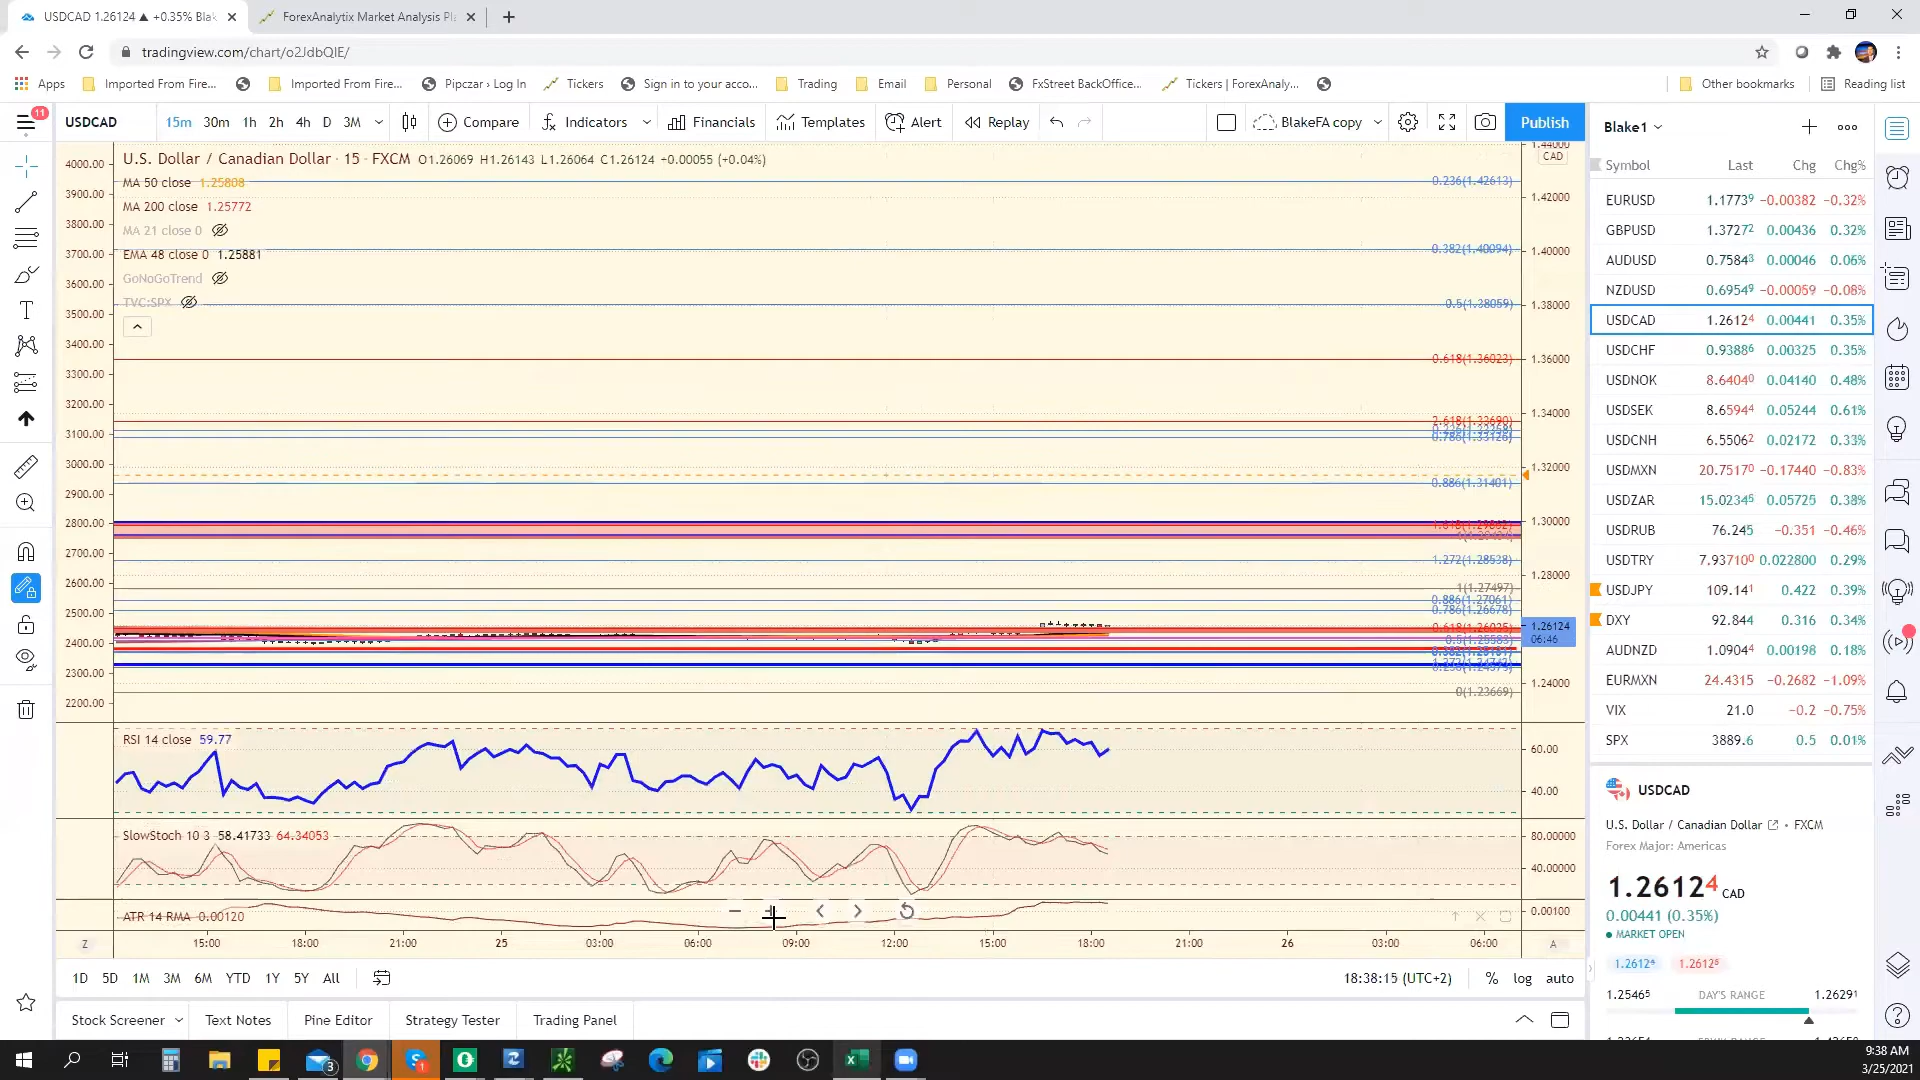 USDCAD 1.26124 ▲ +0.35% Blak
ForexAnalytix Market Analysis Pl
tradingview.com/chart/o2JdbQIE/
Apps
Imported From Fire...
Imported From Fire...
Pipczar › Log In
Tickers
Sign in to your acco...
Trading
Email
Personal
FxStreet BackOffice...
Tickers | ForexAnaly...
Other bookmarks
Reading list
11
USDCAD
15m 30m 1h 2h 4h D 3M
Compare
Indicators
Financials
Templates
Alert
Replay
BlakeFA copy
Publish
Blake1
U.S. Dollar / Canadian Dollar · 15 · FXCM O1.26069 H1.26143 L1.26064 C1.26124 +0.00055 (+0.04%)
MA 50 close 1.25808
MA 200 close 1.25772
MA 21 close 0
EMA 48 close 0 1.25881
GoNoGoTrend
TVC:SPX
4000.00
3900.00
3800.00
3700.00
3600.00
3500.00
3400.00
3300.00
3200.00
3100.00
3000.00
2900.00
2800.00
2700.00
2600.00
2500.00
2400.00
2300.00
2200.00
0.236(1.42613)
0.382(1.40094)
0.5(1.38059)
0.618(1.36023)
2.618(1.33690)
0.786(1.33126)
0.886(1.31401)
1.272(1.28538)
1(1.27497)
0.886(1.27061)
0.786(1.26678)
0.618(1.26035)
0.5(1.25583)
0(1.23669)
1.44000
CAD
1.42000
1.40000
1.38000
1.36000
1.34000
1.32000
1.30000
1.28000
1.26124
06:46
1.24000
RSI 14 close 59.77
60.00
40.00
SlowStoch 10 3 58.41733 64.34053
80.00000
40.00000
ATR 14 RMA 0.00120
0.00100
Z 15:00 18:00 21:00 25 03:00 06:00 09:00 12:00 15:00 18:00 21:00 26 03:00 06:00 A
1D 5D 1M 3M 6M YTD 1Y 5Y All
18:38:15 (UTC+2) % log auto
Stock Screener
Text Notes
Pine Editor
Strategy Tester
Trading Panel
Symbol Last Chg Chg%
EURUSD 1.17739 −0.00382 −0.32%
GBPUSD 1.37272 0.00436 0.32%
AUDUSD 0.75843 0.00046 0.06%
NZDUSD 0.69549 −0.00059 −0.08%
USDCAD 1.26124 0.00441 0.35%
USDCHF 0.93886 0.00325 0.35%
USDNOK 8.64040 0.04140 0.48%
USDSEK 8.65944 0.05244 0.61%
USDCNH 6.55062 0.02172 0.33%
USDMXN 20.75170 −0.17440 −0.83%
USDZAR 15.02345 0.05725 0.38%
USDRUB 76.245 −0.351 −0.46%
USDTRY 7.937100 0.022800 0.29%
USDJPY 109.141 0.422 0.39%
DXY 92.844 0.316 0.34%
AUDNZD 1.09044 0.00198 0.18%
EURMXN 24.4315 −0.2682 −1.09%
VIX 21.0 −0.2 −0.75%
SPX 3889.6 0.5 0.01%
USDCAD
U.S. Dollar / Canadian Dollar • FXCM
Forex Major: Americas
1.26124 CAD
0.00441 (0.35%)
MARKET OPEN
1.26124 1.26125
1.25465 DAY'S RANGE 1.26291
3
1
9:38 AM
3/25/2021